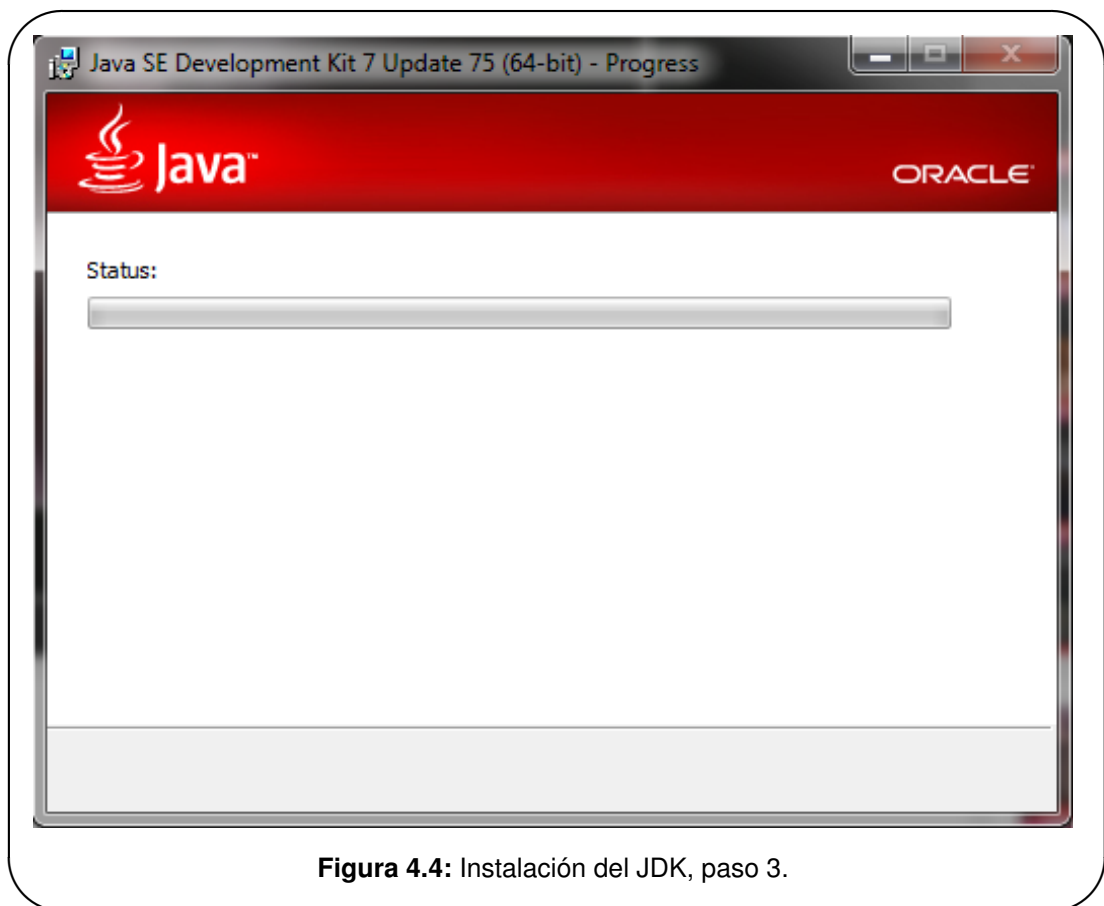 Java SE Development Kit 7 Update 75 (64-bit) - Progress
Java™
ORACLE
Status:
Figura 4.4: Instalación del JDK, paso 3.